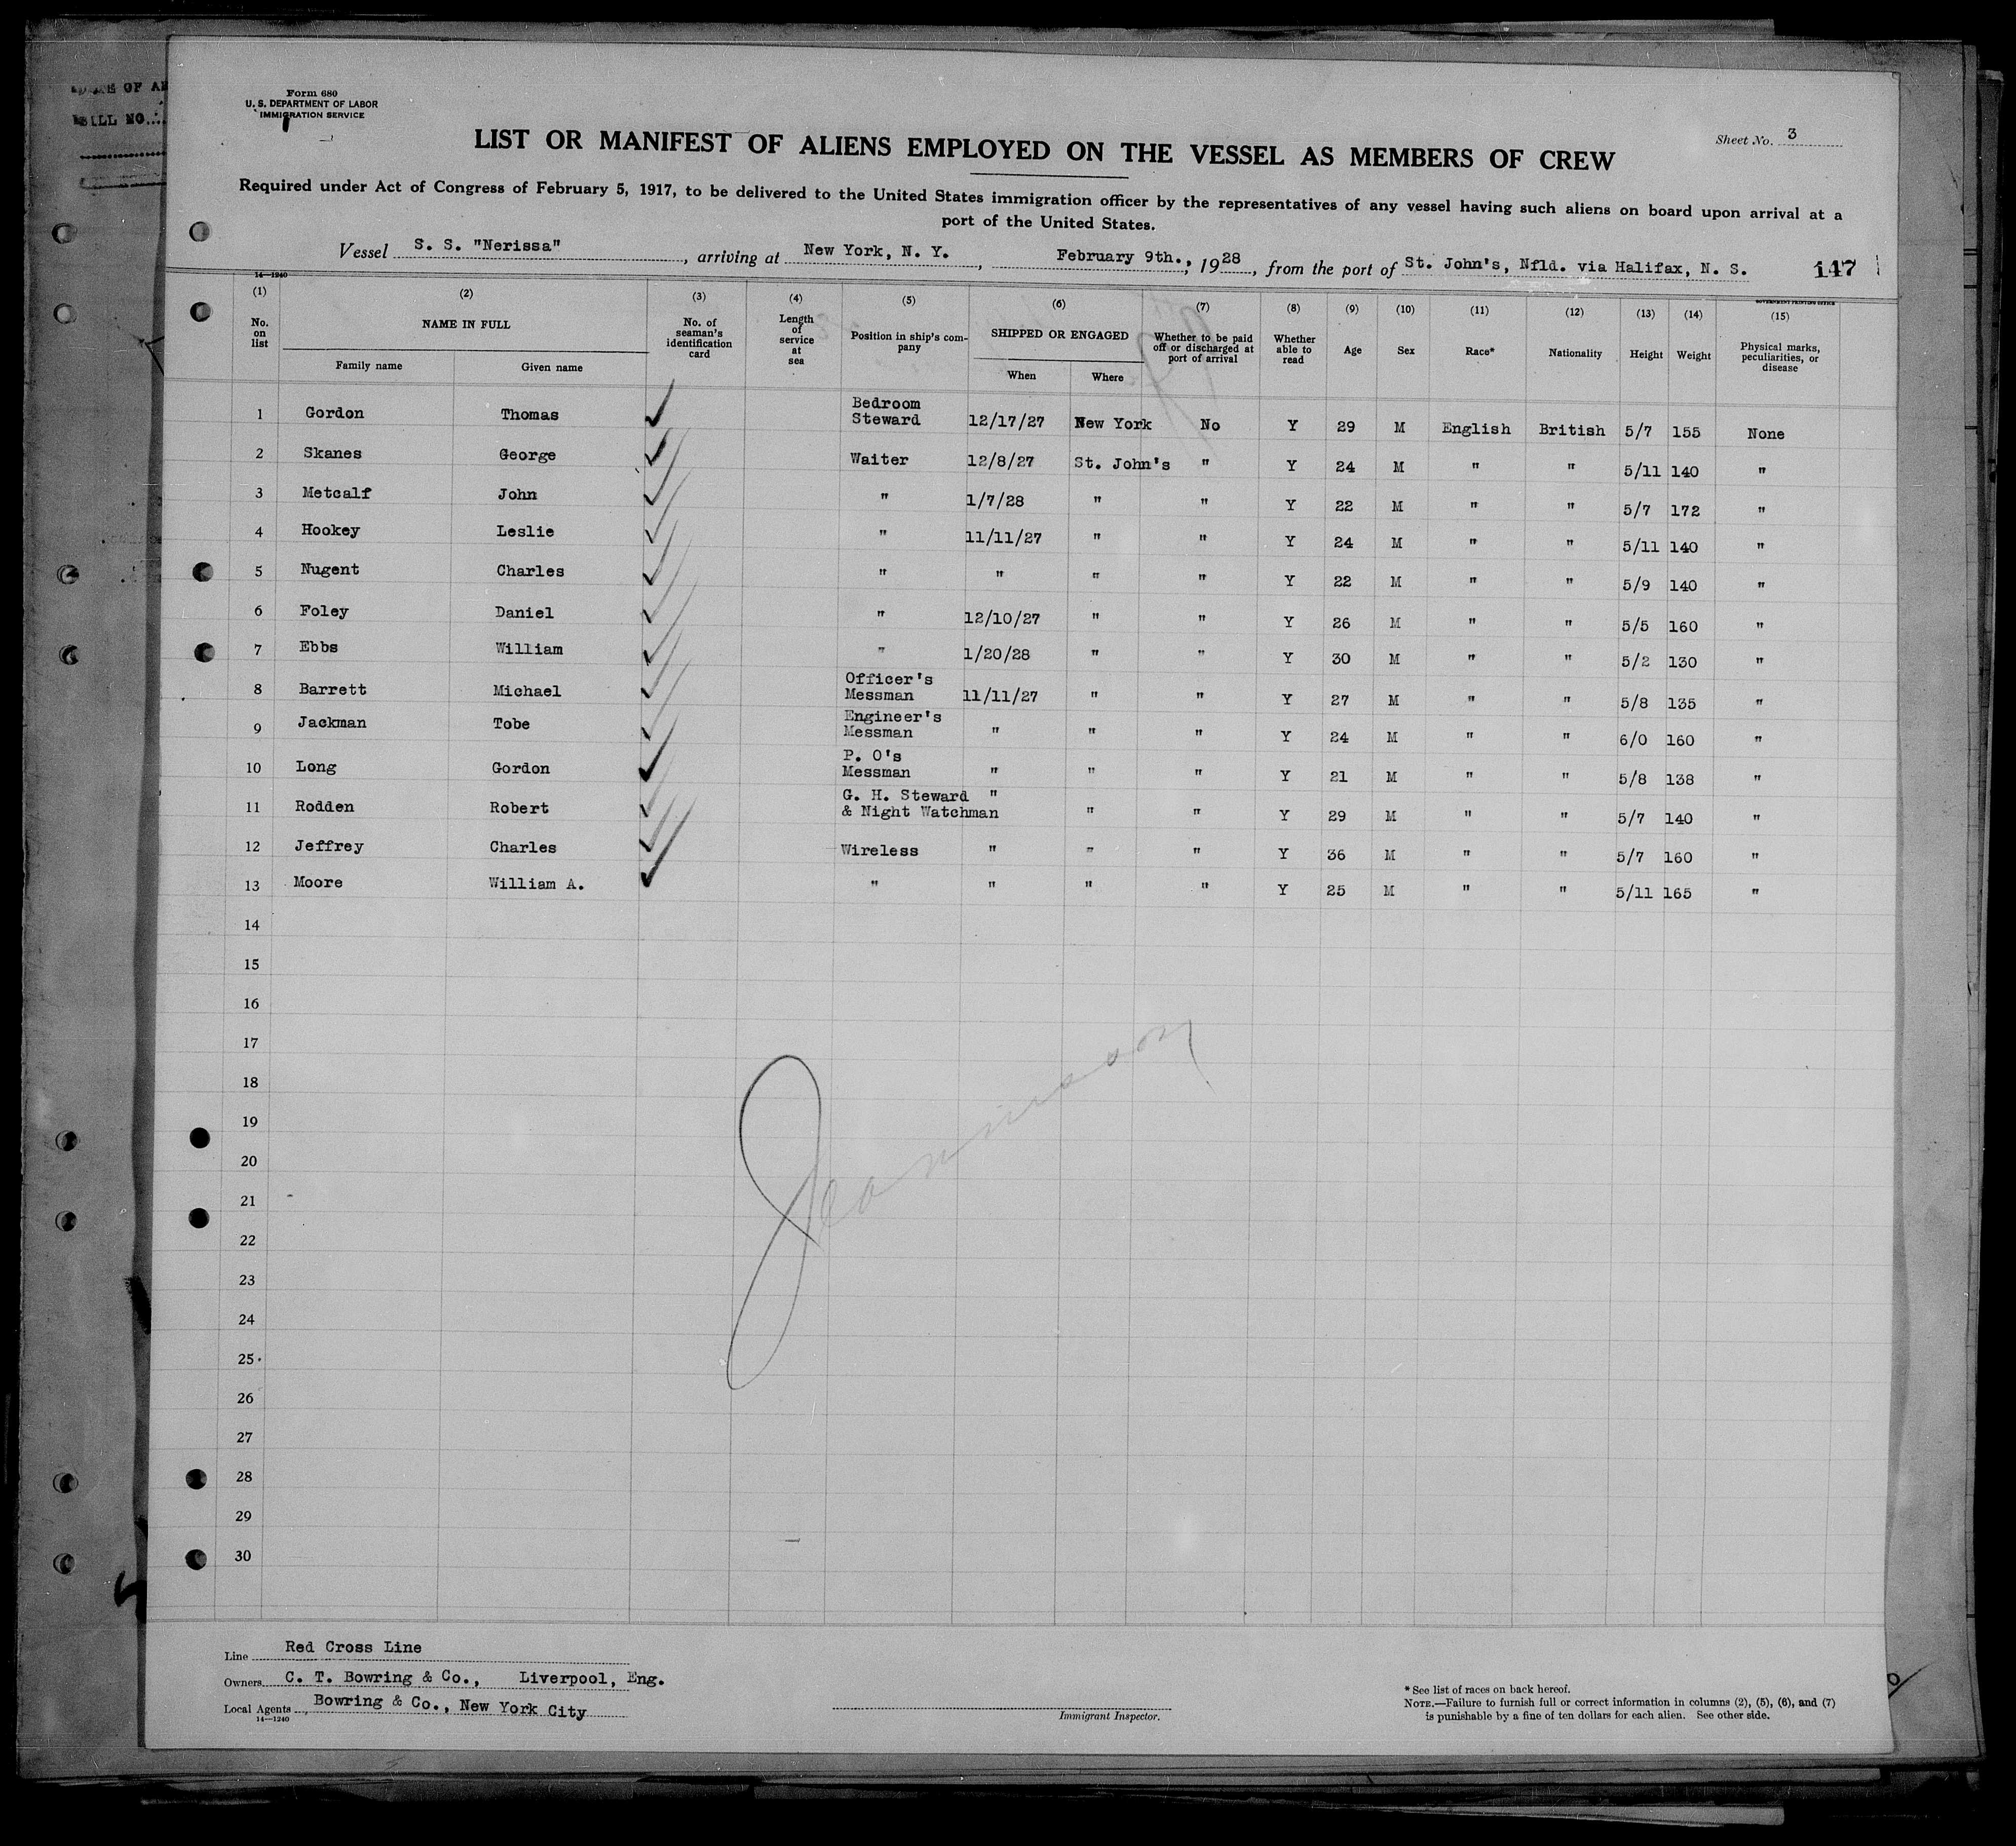 Form 680
U. S. DEPARTMENT OF LABOR
IMMIGRATION SERVICE
Sheet No. 3
LIST OR MANIFEST OF ALIENS EMPLOYED ON THE VESSEL AS MEMBERS OF CREW
Required under Act of Congress of February 5, 1917, to be delivered to the United States immigration officer by the representatives of any vessel having such aliens on board upon arrival at a
port of the United States.
Vessel S. S. "Nerissa", arriving at New York, N. Y., February 9th., 1928, from the port of St. John's, Nfld. via Halifax, N. S. 147
14—1240 GOVERNMENT PRINTING OFFICE
(1) (2) (3) (4) (5) (6) (7) (8) (9) (10) (11) (12) (13) (14) (15)
No. on list NAME IN FULL Family name Given name No. of seaman's identification card Length of service at sea Position in ship's company SHIPPED OR ENGAGED When Where Whether to be paid off or discharged at port of arrival Whether able to read Age Sex Race* Nationality Height Weight Physical marks, peculiarities, or disease
1 Gordon Thomas Bedroom Steward 12/17/27 New York No Y 29 M English British 5/7 155 None
2 Skanes George Waiter 12/8/27 St. John's " Y 24 M " " 5/11 140 "
3 Metcalf John " 1/7/28 " " Y 22 M " " 5/7 172 "
4 Hookey Leslie " 11/11/27 " " Y 24 M " " 5/11 140 "
5 Nugent Charles " " " " Y 22 M " " 5/9 140 "
6 Foley Daniel " 12/10/27 " " Y 26 M " " 5/5 160 "
7 Ebbs William " 1/20/28 " " Y 30 M " " 5/2 130 "
8 Barrett Michael Officer's Messman 11/11/27 " " Y 27 M " " 5/8 135 "
9 Jackman Tobe Engineer's Messman " " " Y 24 M " " 6/0 160 "
10 Long Gordon P. O's Messman " " " Y 21 M " " 5/8 138 "
11 Rodden Robert G. H. Steward & Night Watchman " " " Y 29 M " " 5/7 140 "
12 Jeffrey Charles Wireless " " " Y 36 M " " 5/7 160 "
13 Moore William A. " " " " Y 25 M " " 5/11 165 "
14
15
16
17
18
19
20
21
22
23
24
25
26
27
28
29
30
Line Red Cross Line
Owners C. T. Bowring & Co., Liverpool, Eng.
Local Agents Bowring & Co., New York City
14—1240
Immigrant Inspector.
* See list of races on back hereof.
NOTE.—Failure to furnish full or correct information in columns (2), (5), (6), and (7)
is punishable by a fine of ten dollars for each alien. See other side.